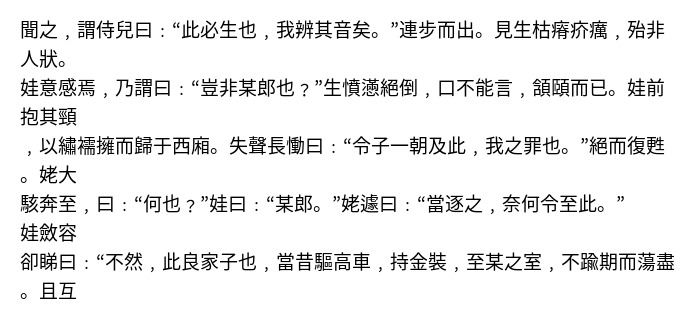 聞之，謂侍兒曰：“此必生也，我辨其音矣。”連步而出。見生枯瘠疥癘，殆非
人狀。
娃意感焉，乃謂曰：“豈非某郎也？”生憤懣絕倒，口不能言，頷頤而已。娃前
抱其頸
，以繡襦擁而歸于西廂。失聲長慟曰：“令子一朝及此，我之罪也。”絕而復甦
。姥大
駭奔至，曰：“何也？”娃曰：“某郎。”姥遽曰：“當逐之，奈何令至此。”
娃斂容
卻睇曰：“不然，此良家子也，當昔驅高車，持金裝，至某之室，不踰期而蕩盡
。且互